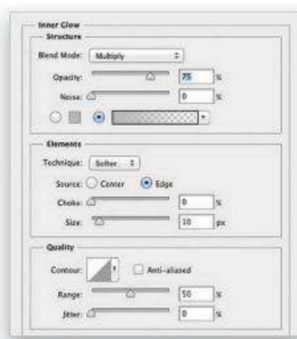 Inner Glow
Structure
Blend Mode: Multiply
Opacity: 75 %
Noise: 0 %
Elements
Technique: Softer
Source: Center Edge
Choke: 0 %
Size: 10 px
Quality
Contour: Anti-aliased
Range: 50 %
Jitter: 0 %